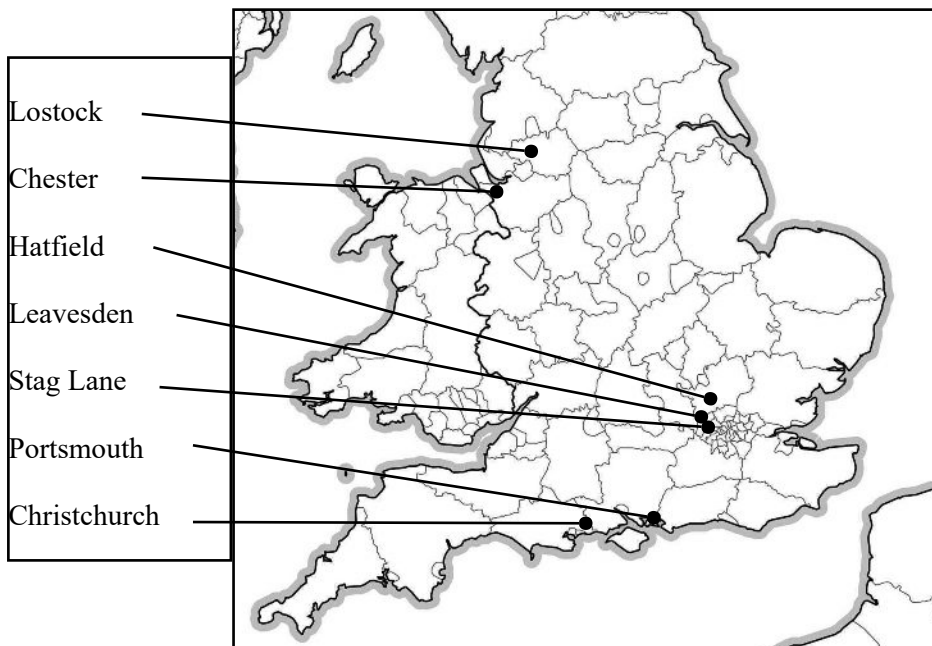 Lostock
Chester
Hatfield
Leavesden
Stag Lane
Portsmouth
Christchurch